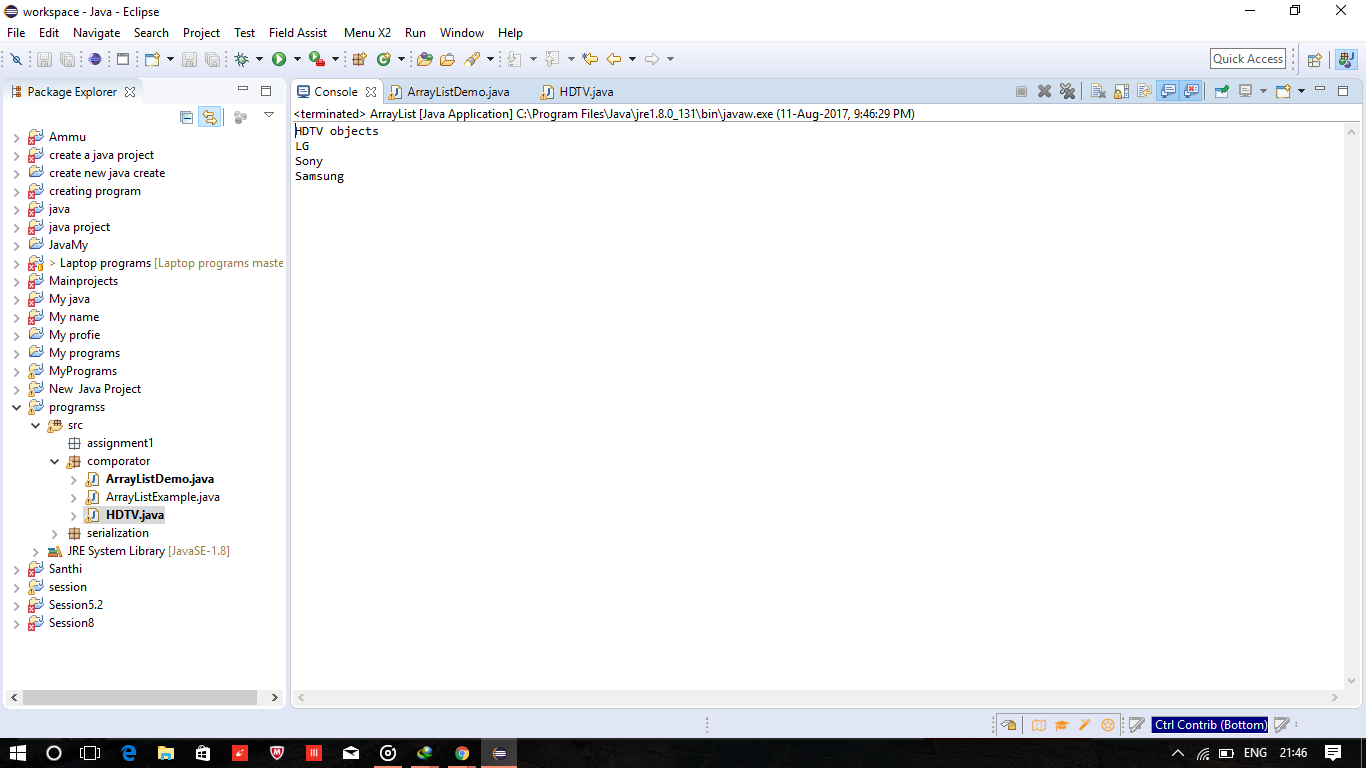 workspace - Java - Eclipse
File Edit Navigate Search Project Test Field Assist Menu X2 Run Window Help
Quick Access
Package Explorer
Console ArrayListDemo.java HDTV.java
<terminated> ArrayList [Java Application] C:\Program Files\Java\jre1.8.0_131\bin\javaw.exe (11-Aug-2017, 9:46:29 PM)
HDTV objects
LG
Sony
Samsung
Ammu
create a java project
create new java create
creating program
java
java project
JavaMy
> Laptop programs [Laptop programs maste
Mainprojects
My java
My name
My profie
My programs
MyPrograms
New Java Project
programss
src
assignment1
comporator
ArrayListDemo.java
ArrayListExample.java
HDTV.java
serialization
JRE System Library [JavaSE-1.8]
Santhi
session
Session5.2
Session8
Ctrl Contrib (Bottom)
ENG 21:46